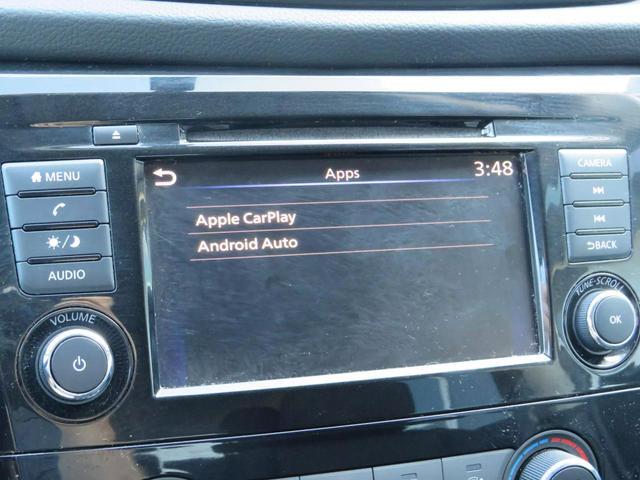 Apps
3:48
Apple CarPlay
Android Auto
MENU
AUDIO
VOLUME
CAMERA
BACK
TUNE·SCROLL
OK